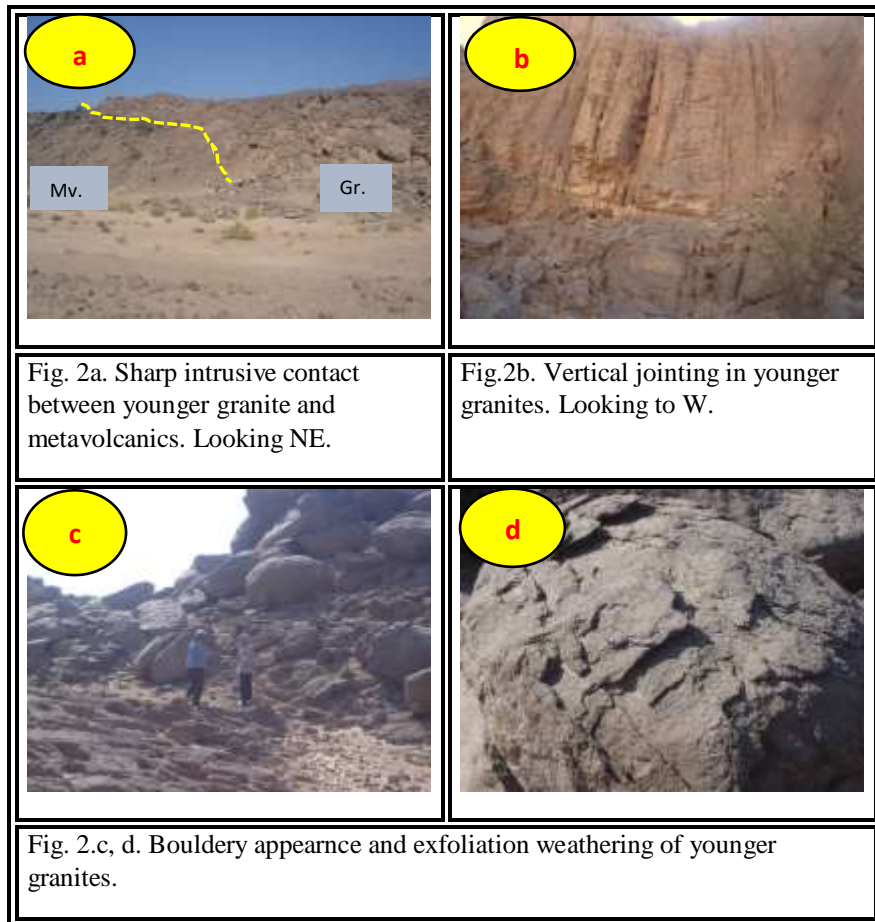 a
b
Mv.
Gr.
Fig. 2a. Sharp intrusive contact
between younger granite and
metavolcanics. Looking NE.
Fig.2b. Vertical jointing in younger
granites. Looking to W.
c
d
Fig. 2.c, d. Bouldery appearnce and exfoliation weathering of younger
granites.